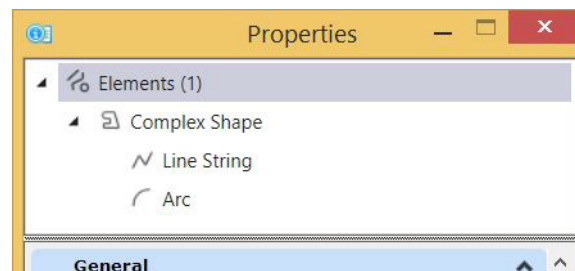 Properties
Elements (1)
Complex Shape
Line String
Arc
General